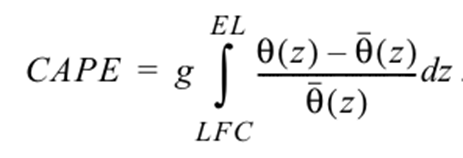 EL
CAPE = g ∫ θ(z) – θ̄(z) / θ̄(z) dz.
LFC